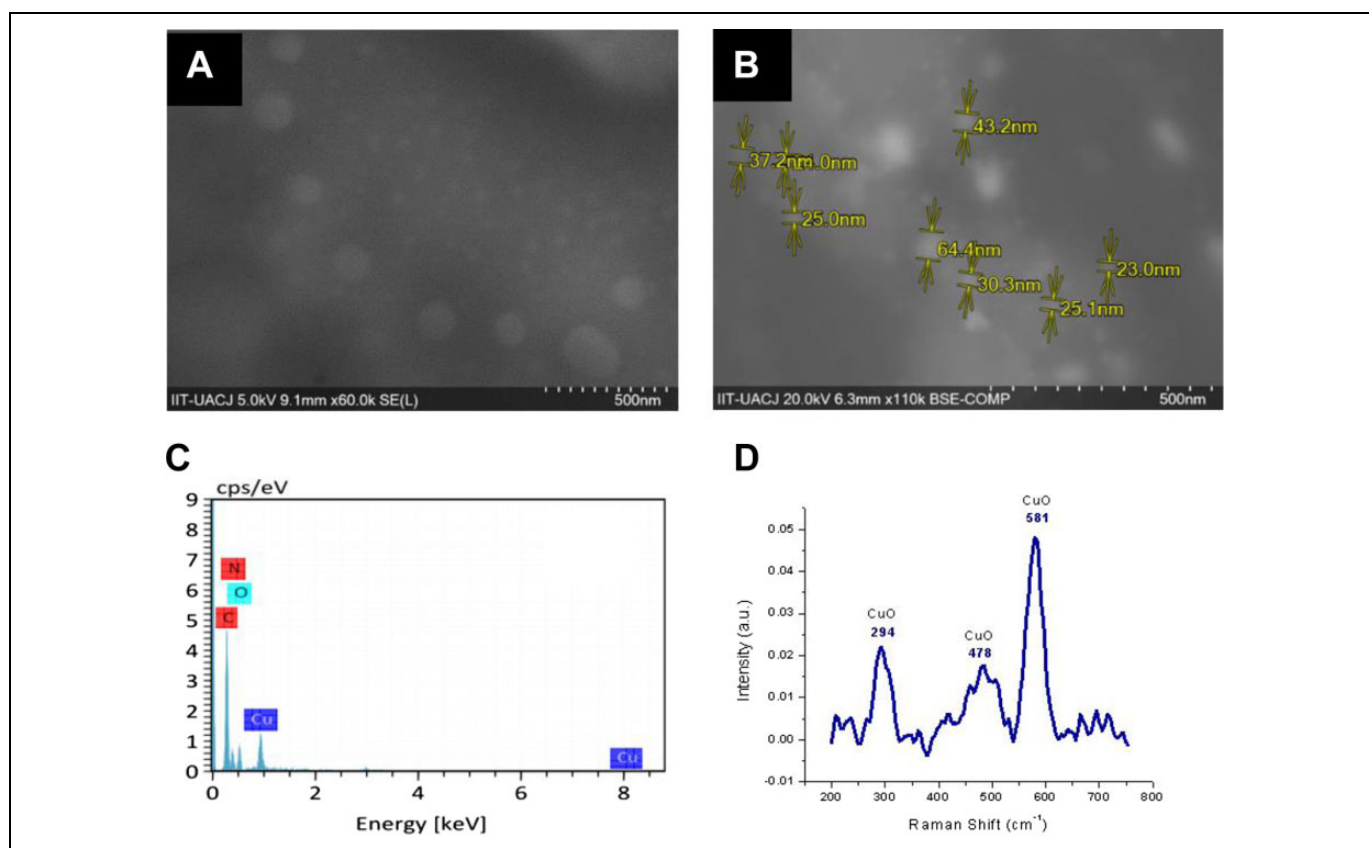 A
IIT-UACJ 5.0kV 9.1mm x60.0k SE(L)
500nm
B
43.2nm
37.2nm
.0nm
25.0nm
64.4nm
30.3nm
23.0nm
25.1nm
IIT-UACJ 20.0kV 6.3mm x110k BSE-COMP
500nm
C
cps/eV
9
8
7
6
5
4
3
2
1
0
N
O
C
Cu
Cu
0 2 4 6 8
Energy [keV]
D
CuO
581
CuO
294
CuO
478
0.05
0.04
0.03
0.02
0.01
0.00
-0.01
Intensity (a.u.)
200 300 400 500 600 700 800
Raman Shift (cm⁻¹)